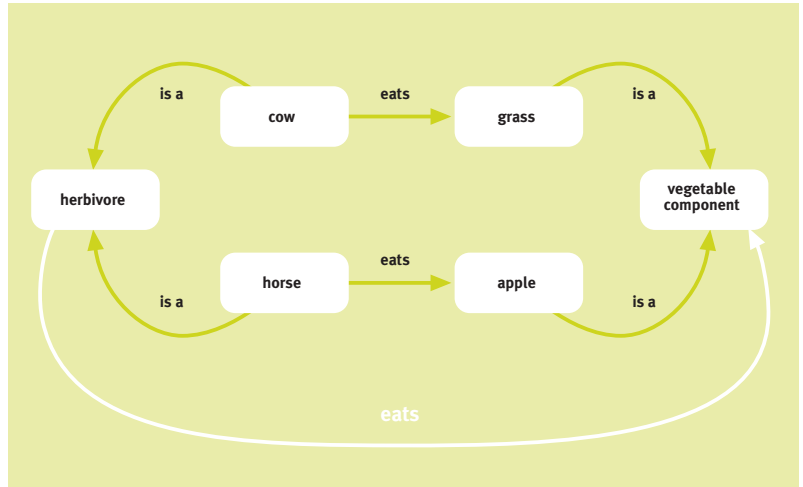 is a
eats
is a
cow
grass
herbivore
vegetable
component
eats
horse
apple
is a
is a
eats